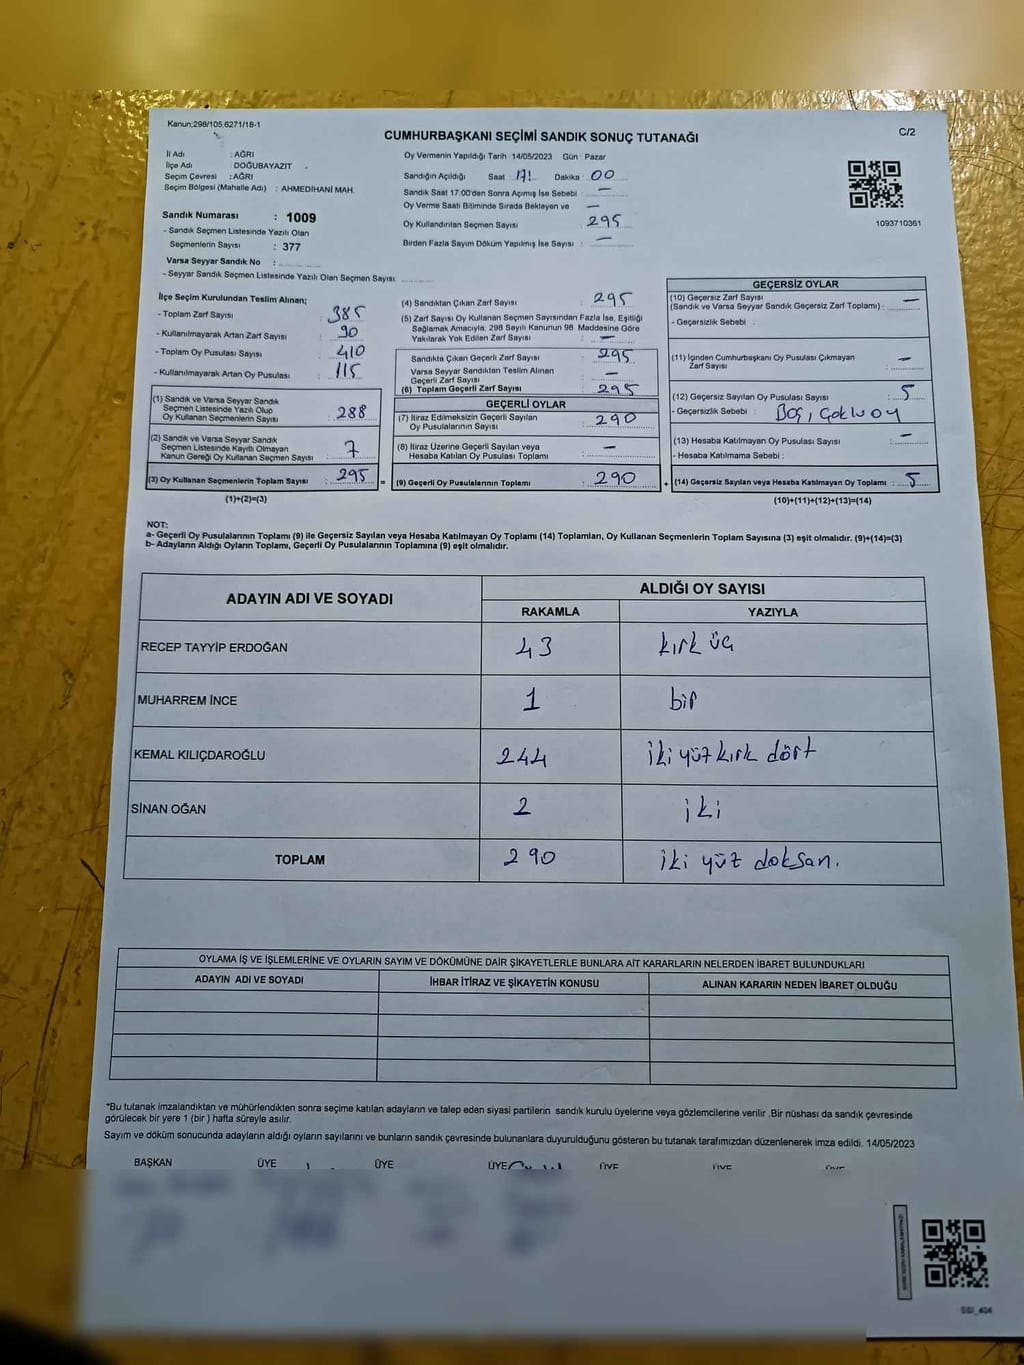 Kanun:298/105,6271/18-1
CUMHURBAŞKANI SEÇİMİ SANDIK SONUÇ TUTANAĞI
C/2
İl Adı : AĞRI
İlçe Adı : DOĞUBAYAZIT
Seçim Çevresi : AĞRI
Seçim Bölgesi (Mahalle Adı) : AHMEDİHANİ MAH.
Sandık Numarası : 1009
- Sandık Seçmen Listesinde Yazılı Olan
Seçmenlerin Sayısı : 377
Varsa Seyyar Sandık No :
- Seyyar Sandık Seçmen Listesinde Yazılı Olan Seçmen Sayısı
Oy Vermenin Yapıldığı Tarih 14/05/2023 Gün : Pazar
Sandığın Açıldığı Saat 17! Dakika 00
Sandık Saat 17:00'den Sonra Açımış İse Sebebi : —
Oy Verme Saati Bitiminde Sırada Bekleyen ve —
Oy Kullandırılan Seçmen Sayısı 295
Birden Fazla Sayım Döküm Yapılmış İse Sayısı : —
1093710361
İlçe Seçim Kurulundan Teslim Alınan;
- Toplam Zarf Sayısı : 385
- Kullanılmayarak Artan Zarf Sayısı : 90
- Toplam Oy Pusulası Sayısı : 410
- Kullanılmayarak Artan Oy Pusulası : 115
(1) Sandık ve Varsa Seyyar Sandık
Seçmen Listesinde Yazılı Olup
Oy Kullanan Seçmenlerin Sayısı : 288
(2) Sandık ve Varsa Seyyar Sandık
Seçmen Listesinde Kayıtlı Olmayan
Kanun Gereği Oy Kullanan Seçmen Sayısı : 7
(3) Oy Kullanan Seçmenlerin Toplam Sayısı : 295
(1)+(2)=(3)
(4) Sandıktan Çıkan Zarf Sayısı : 295
(5) Zarf Sayısı Oy Kullanan Seçmen Sayısından Fazla İse, Eşitliği
Sağlamak Amacıyla, 298 Sayılı Kanunun 98 Maddesine Göre
Yakılarak Yok Edilen Zarf Sayısı : —
Sandıkta Çıkan Geçerli Zarf Sayısı : 295
Varsa Seyyar Sandıktan Teslim Alınan
Geçerli Zarf Sayısı : —
(6) Toplam Geçerli Zarf Sayısı : 295
GEÇERLİ OYLAR
(7) İtiraz Edilmeksizin Geçerli Sayılan
Oy Pusulalarının Sayısı : 290
(8) İtiraz Üzerine Geçerli Sayılan veya
Hesaba Katılan Oy Pusulası Toplamı : —
= (9) Geçerli Oy Pusulalarının Toplamı : 290
GEÇERSİZ OYLAR
(10) Geçersiz Zarf Sayısı
(Sandık ve Varsa Seyyar Sandık Geçersiz Zarf Toplamı) : —
- Geçersizlik Sebebi :
(11) İçinden Cumhurbaşkanı Oy Pusulası Çıkmayan
Zarf Sayısı : —
(12) Geçersiz Sayılan Oy Pusulası Sayısı : 5
- Geçersizlik Sebebi : Boş, çoklu oy
(13) Hesaba Katılmayan Oy Pusulası Sayısı : —
- Hesaba Katılmama Sebebi :
+ (14) Geçersiz Sayılan veya Hesaba Katılmayan Oy Toplamı : 5
(10)+(11)+(12)+(13)=(14)
NOT:
a- Geçerli Oy Pusulalarının Toplamı (9) ile Geçersiz Sayılan veya Hesaba Katılmayan Oy Toplamı (14) Toplamları, Oy Kullanan Seçmenlerin Toplam Sayısına (3) eşit olmalıdır. (9)+(14)=(3)
b- Adayların Aldığı Oyların Toplamı, Geçerli Oy Pusulalarının Toplamına (9) eşit olmalıdır.
ADAYIN ADI VE SOYADI
ALDIĞI OY SAYISI
RAKAMLA YAZIYLA
RECEP TAYYİP ERDOĞAN 43 kırk üç
MUHARREM İNCE 1 bir
KEMAL KILIÇDAROĞLU 244 iki yüz kırk dört
SİNAN OĞAN 2 iki
TOPLAM 290 iki yüz doksan.
OYLAMA İŞ VE İŞLEMLERİNE VE OYLARIN SAYIM VE DÖKÜMÜNE DAİR ŞİKAYETLERLE BUNLARA AİT KARARLARIN NELERDEN İBARET BULUNDUKLARI
ADAYIN ADI VE SOYADI İHBAR İTİRAZ VE ŞİKAYETİN KONUSU ALINAN KARARIN NEDEN İBARET OLDUĞU
*Bu tutanak imzalandıktan ve mühürlendikten sonra seçime katılan adayların ve talep eden siyasi partilerin sandık kurulu üyelerine veya gözlemcilerine verilir .Bir nüshası da sandık çevresinde
görülecek bir yere 1 (bir ) hafta süreyle asılır.
Sayım ve döküm sonucunda adayların aldığı oyların sayılarını ve bunların sandık çevresinde bulunanlara duyurulduğunu gösteren bu tutanak tarafımızdan düzenlenerek imza edildi. 14/05/2023
BAŞKAN ÜYE ÜYE ÜYE ÜYE ÜYE ÜYE
SSI_404